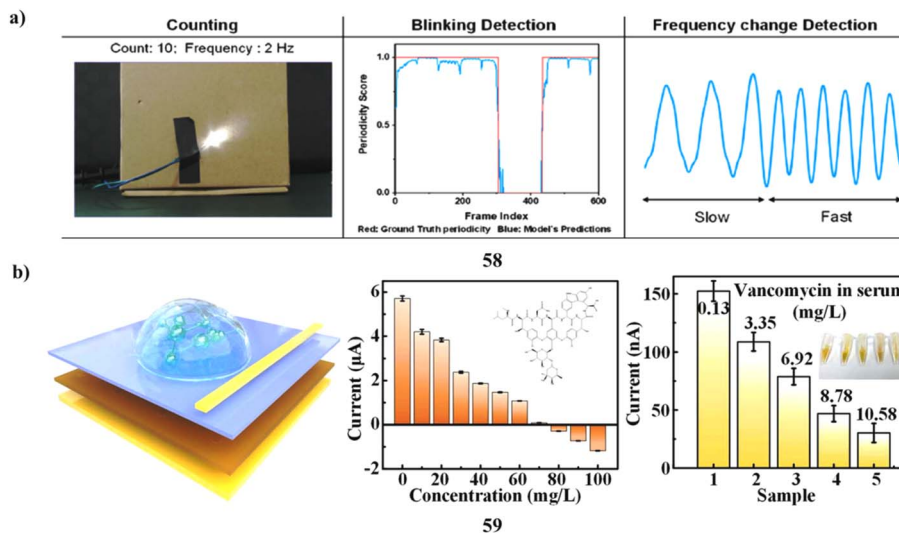 a)
Counting
Count: 10; Frequency : 2 Hz
Blinking Detection
Periodicity Score
1.0
0.5
0.0
0
200
400
600
Frame Index
Red: Ground Truth periodicity Blue: Model's Predictions
Frequency change Detection
Slow
Fast
58
b)
Current (μA)
6
4
2
0
-2
0
20
40
60
80
100
Concentration (mg/L)
Current (nA)
150
100
50
0
Vancomycin in serum
(mg/L)
0.13
3.35
6.92
8.78
10.58
1
2
3
4
5
Sample
59